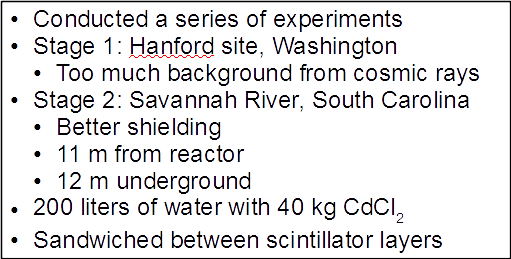 • Conducted a series of experiments
• Stage 1: Hanford site, Washington
• Too much background from cosmic rays
• Stage 2: Savannah River, South Carolina
• Better shielding
• 11 m from reactor
• 12 m underground
• 200 liters of water with 40 kg CdCl2
• Sandwiched between scintillator layers